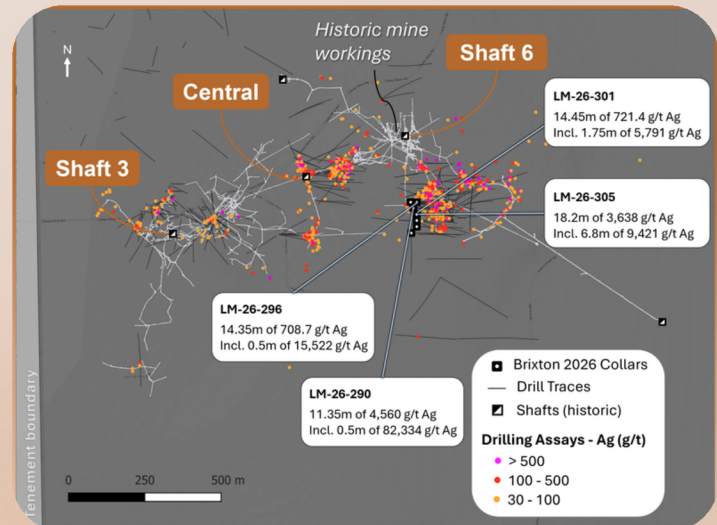 Historic mine
workings
Shaft 6
N
Central
LM-26-301
14.45m of 721.4 g/t Ag
Incl. 1.75m of 5,791 g/t Ag
Shaft 3
LM-26-305
18.2m of 3,638 g/t Ag
Incl. 6.8m of 9,421 g/t Ag
LM-26-296
14.35m of 708.7 g/t Ag
Incl. 0.5m of 15,522 g/t Ag
LM-26-290
11.35m of 4,560 g/t Ag
Incl. 0.5m of 82,334 g/t Ag
Tenement boundary
Brixton 2026 Collars
Drill Traces
Shafts (historic)
Drilling Assays - Ag (g/t)
> 500
100 - 500
30 - 100
0 250 500 m